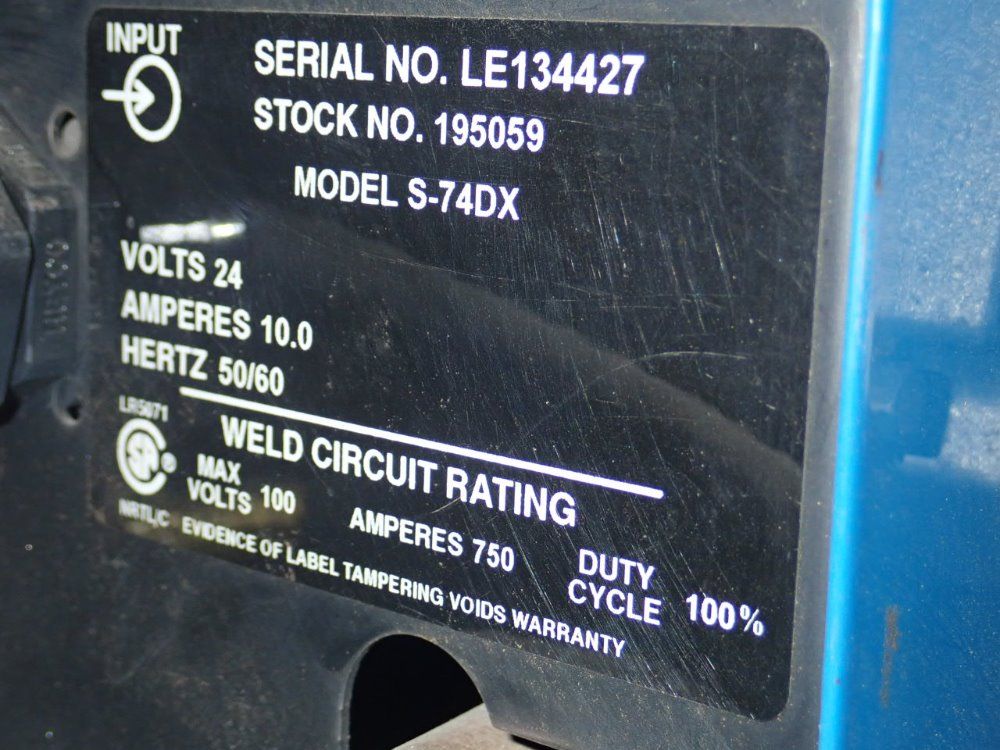 INPUT
SERIAL NO. LE134427
STOCK NO. 195059
MODEL S-74DX
VOLTS 24
AMPERES 10.0
HERTZ 50/60
LR5071
WELD CIRCUIT RATING
SA ®
MAX VOLTS 100
AMPERES 750
DUTY CYCLE 100%
NRTL/C
EVIDENCE OF LABEL TAMPERING VOIDS WARRANTY